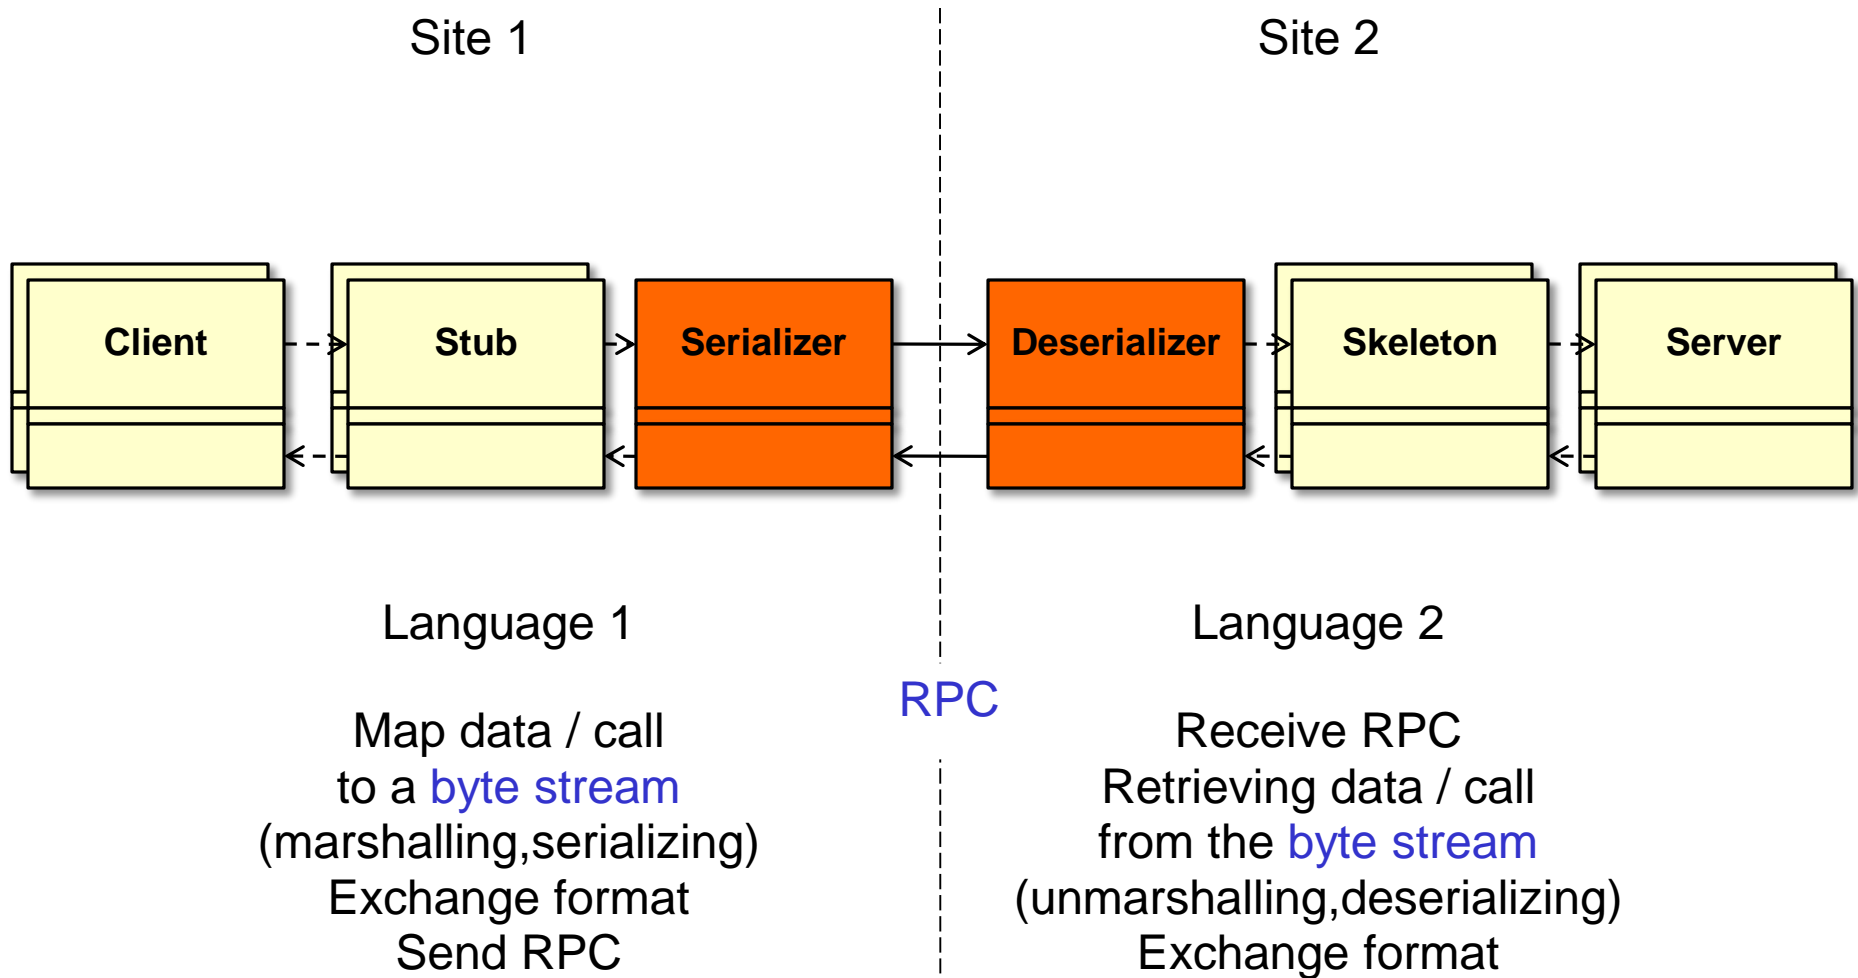 Site 1
Site 2
Client
Stub
Serializer
Deserializer
Skeleton
Server
Language 1
Language 2
RPC
Map data / call
to a byte stream
(marshalling,serializing)
Exchange format
Send RPC
Receive RPC
Retrieving data / call
from the byte stream
(unmarshalling,deserializing)
Exchange format